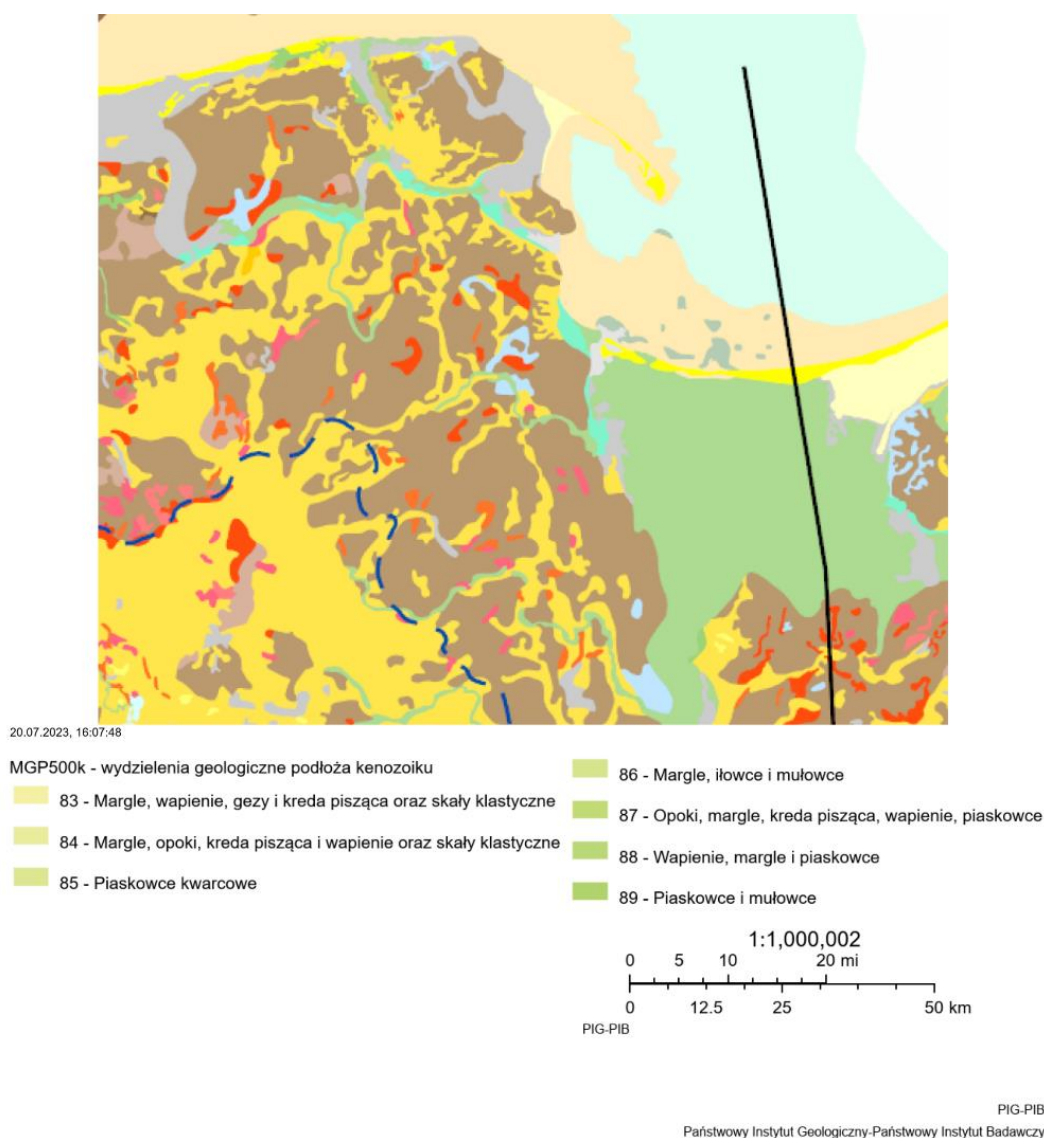 20.07.2023, 16:07:48
MGP500k - wydzielenia geologiczne podłoża kenozoiku
83 - Margle, wapienie, gezy i kreda pisząca oraz skały klastyczne
84 - Margle, opoki, kreda pisząca i wapienie oraz skały klastyczne
85 - Piaskowce kwarcowe
86 - Margle, iłowce i mułowce
87 - Opoki, margle, kreda pisząca, wapienie, piaskowce
88 - Wapienie, margle i piaskowce
89 - Piaskowce i mułowce
1:1,000,002
0 5 10 20 mi
0 12.5 25 50 km
PIG-PIB
PIG-PIB
Państwowy Instytut Geologiczny-Państwowy Instytut Badawczy